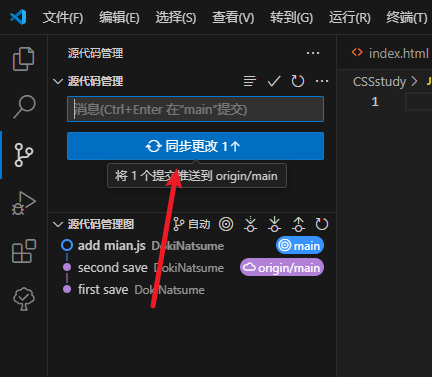 文件(F) 编辑(E) 选择(S) 查看(V) 转到(G) 运行(R) 终端(T)
源代码管理 ···
index.html
源代码管理 ···
CSSstudy >
消息(Ctrl+Enter 在"main"提交)
1
同步更改 1↑
将 1 个提交推送到 origin/main
源代码管理图 自动
add mian.js DokiNatsume main
second save DokiNatsume origin/main
first save DokiNatsume